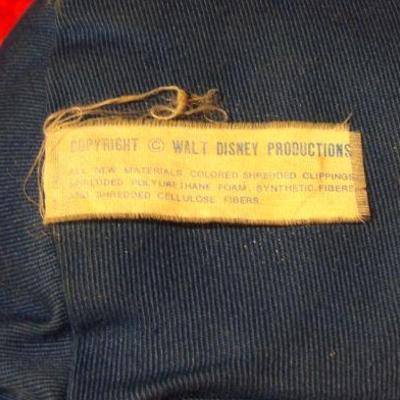 COPYRIGHT © WALT DISNEY PRODUCTIONS
ALL NEW MATERIALS, COLORED SHREDDED CLIPPINGS,
SHREDDED POLYURETHANE FOAM, SYNTHETIC FIBERS
AND SHREDDED CELLULOSE FIBERS.